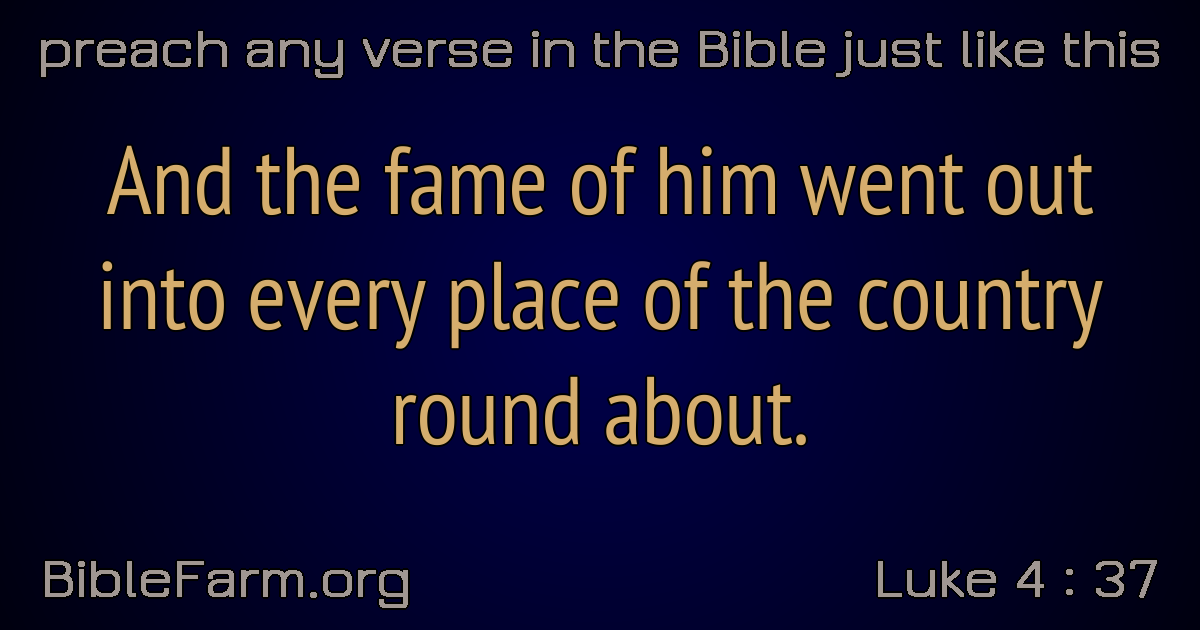 preach any verse in the Bible just like this
And the fame of him went out
into every place of the country
round about.
BibleFarm.org
Luke 4 : 37